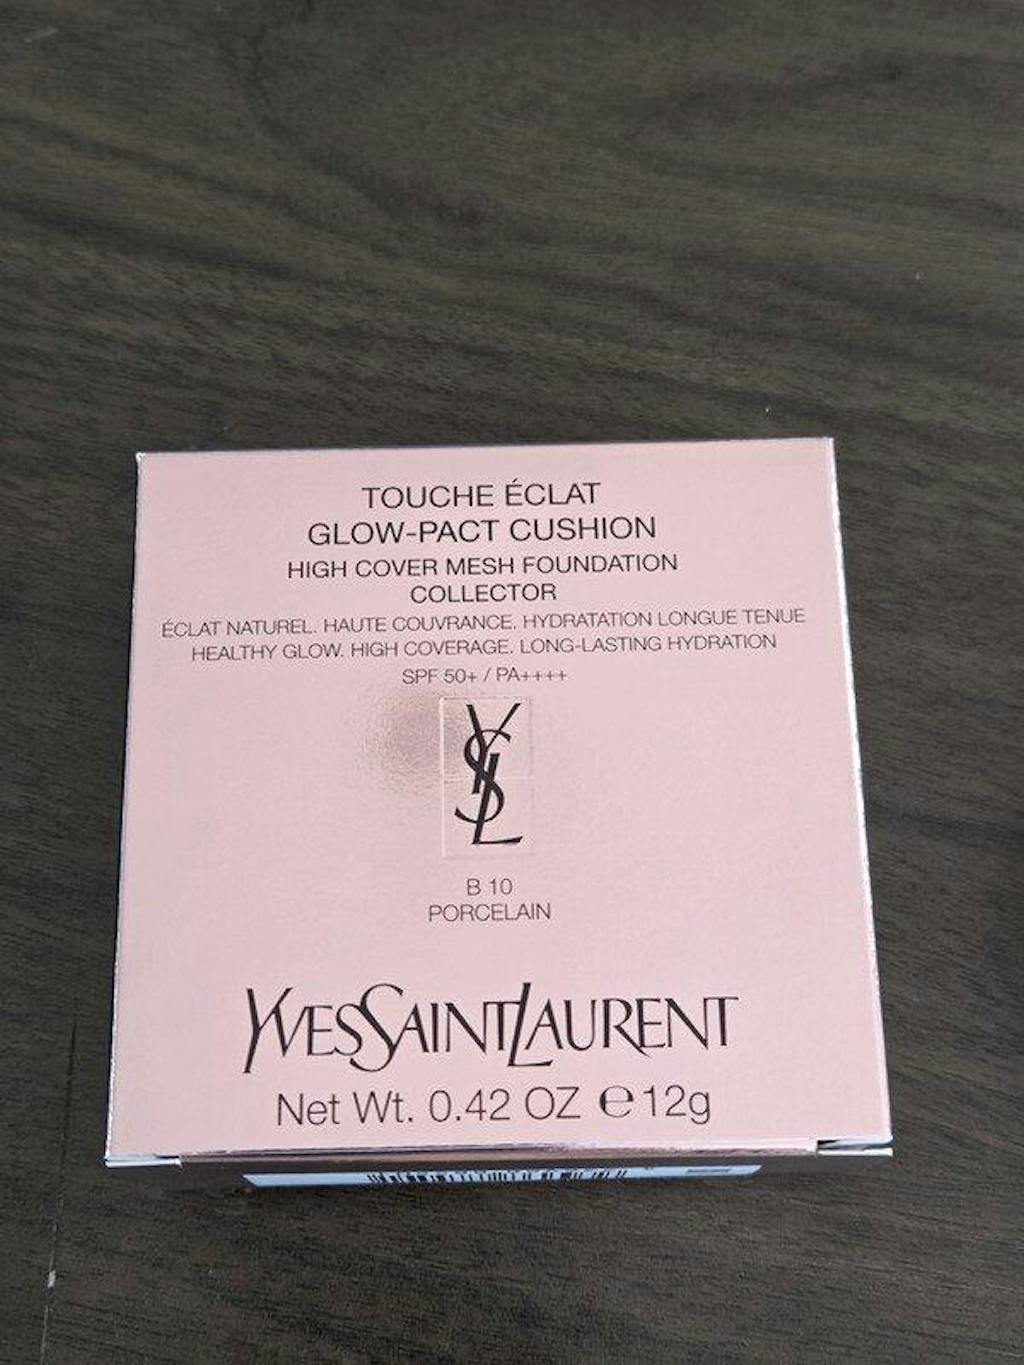 TOUCHE ÉCLAT
GLOW-PACT CUSHION
HIGH COVER MESH FOUNDATION
COLLECTOR
ÉCLAT NATUREL. HAUTE COUVRANCE. HYDRATATION LONGUE TENUE
HEALTHY GLOW. HIGH COVERAGE. LONG-LASTING HYDRATION
SPF 50+ / PA++++
YSL
B 10
PORCELAIN
YVESSAINTLAURENT
Net Wt. 0.42 OZ ℮12g